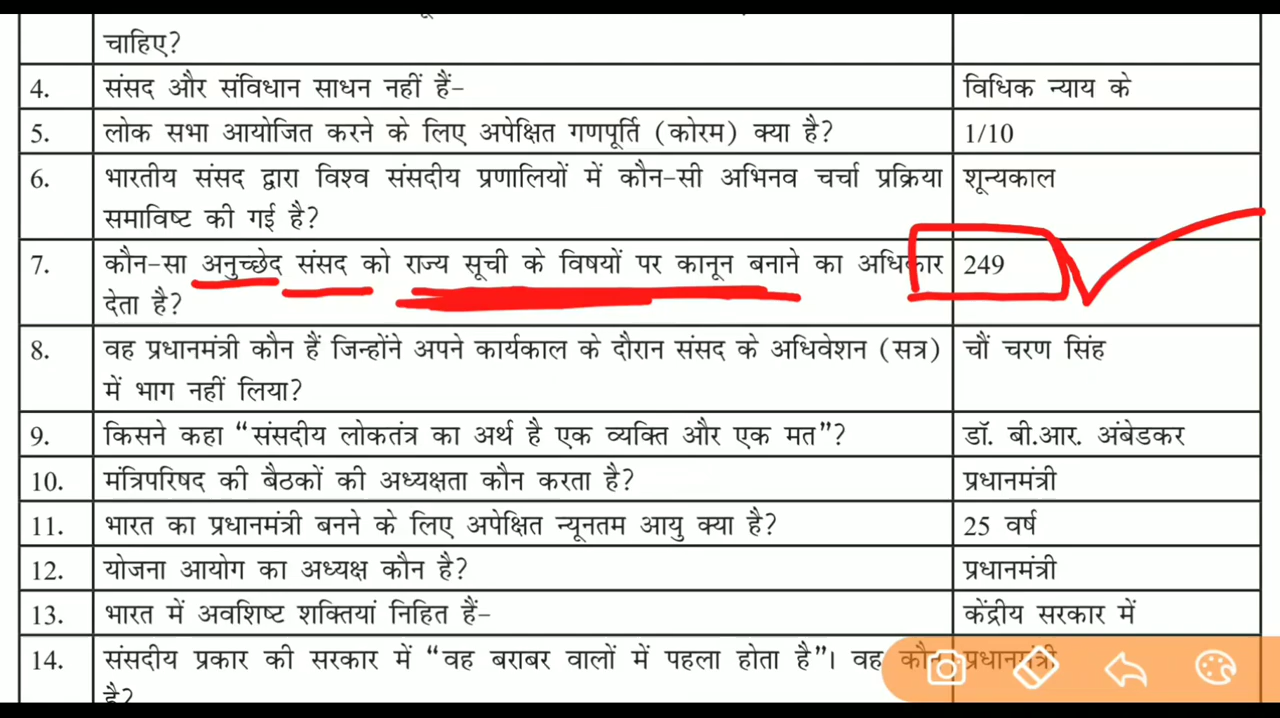 चाहिए?
4. संसद और संविधान साधन नहीं हैं- विधिक न्याय के
5. लोक सभा आयोजित करने के लिए अपेक्षित गणपूर्ति (कोरम) क्या है? 1/10
6. भारतीय संसद द्वारा विश्व संसदीय प्रणालियों में कौन-सी अभिनव चर्चा प्रक्रिया शून्यकाल
समाविष्ट की गई है?
7. कौन-सा अनुच्छेद संसद को राज्य सूची के विषयों पर कानून बनाने का अधिकार 249
देता है?
8. वह प्रधानमंत्री कौन हैं जिन्होंने अपने कार्यकाल के दौरान संसद के अधिवेशन (सत्र) चौं चरण सिंह
में भाग नहीं लिया?
9. किसने कहा “संसदीय लोकतंत्र का अर्थ है एक व्यक्ति और एक मत”? डॉ. बी.आर. अंबेडकर
10. मंत्रिपरिषद की बैठकों की अध्यक्षता कौन करता है? प्रधानमंत्री
11. भारत का प्रधानमंत्री बनने के लिए अपेक्षित न्यूनतम आयु क्या है? 25 वर्ष
12. योजना आयोग का अध्यक्ष कौन है? प्रधानमंत्री
13. भारत में अवशिष्ट शक्तियां निहित हैं- केंद्रीय सरकार में
14. संसदीय प्रकार की सरकार में “वह बराबर वालों में पहला होता है”। वह कौन प्रधानमंत्री
है?